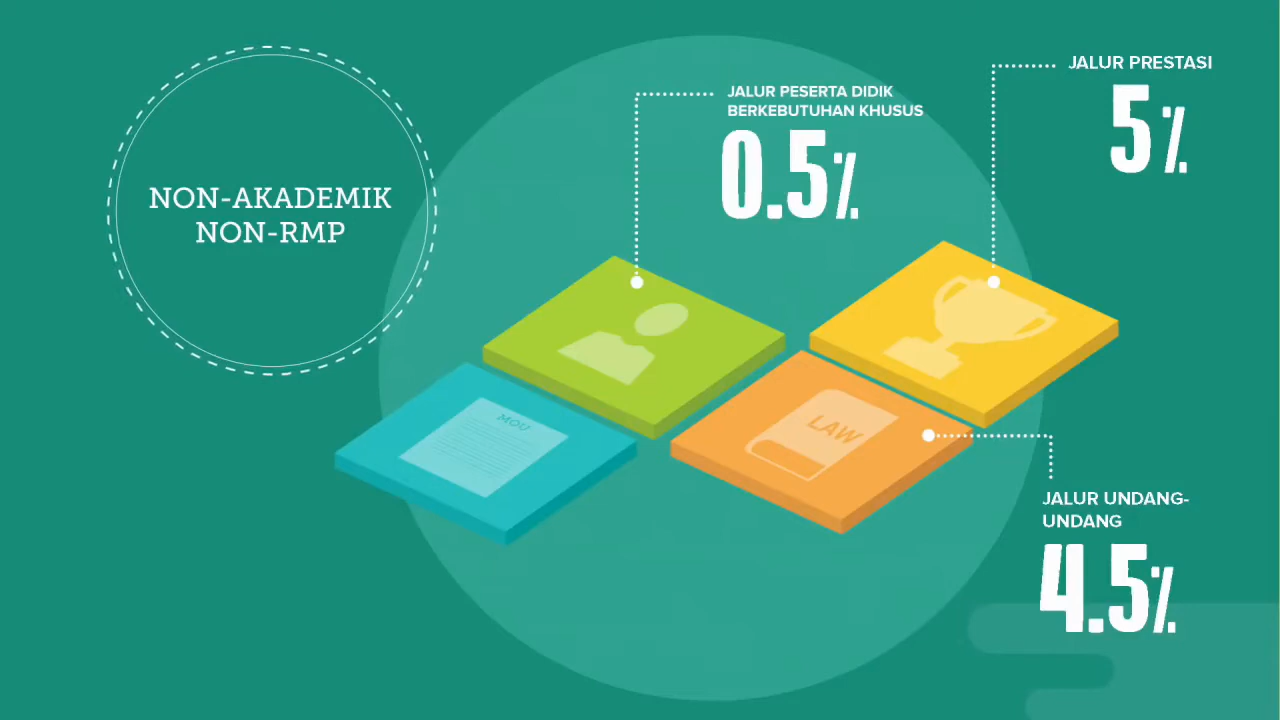 NON-AKADEMIK
NON-RMP
JALUR PESERTA DIDIK
BERKEBUTUHAN KHUSUS
0.5%
JALUR PRESTASI
5%
MOU
LAW
JALUR UNDANG-
UNDANG
4.5%